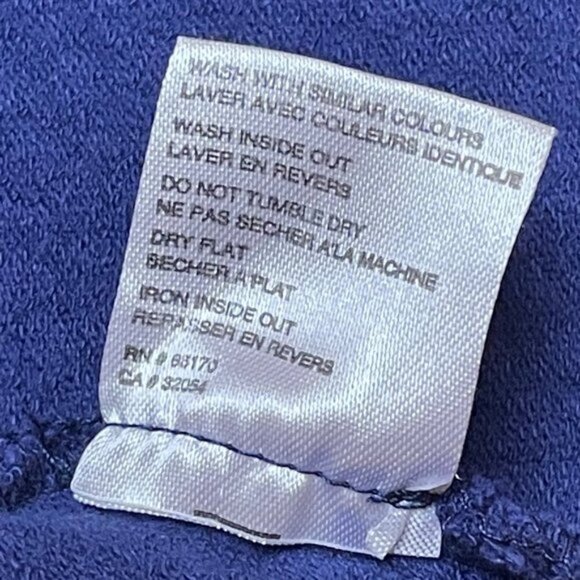 WASH WITH SIMILAR COLOURS
LAVER AVEC COULEURS IDENTIQUE
WASH INSIDE OUT
LAVER EN REVERS
DO NOT TUMBLE DRY
NE PAS SECHER A'LA MACHINE
DRY FLAT
SECHER A'PLAT
IRON INSIDE OUT
REPASSER EN REVERS
RN # 66170
CA # 32054